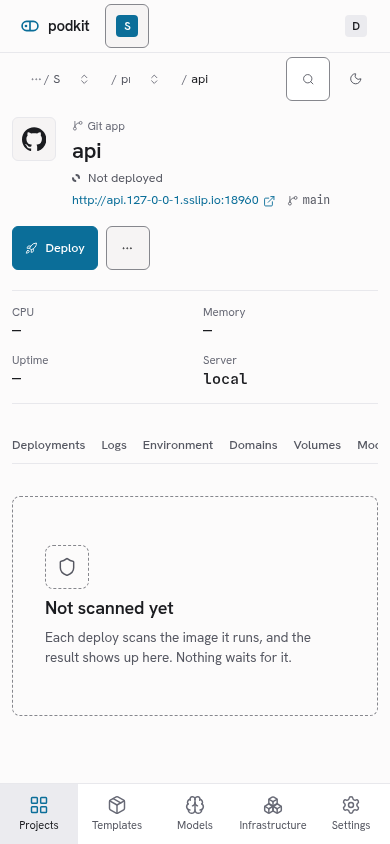 podkit
S
D
... / S
/ pi
/ api
Git app
api
Not deployed
http://api.127-0-0-1.sslip.io:18960
main
Deploy
...
CPU
—
Memory
—
Uptime
—
Server
local
Deployments Logs Environment Domains Volumes
Not scanned yet
Each deploy scans the image it runs, and the
result shows up here. Nothing waits for it.
Projects Templates Models Infrastructure Settings